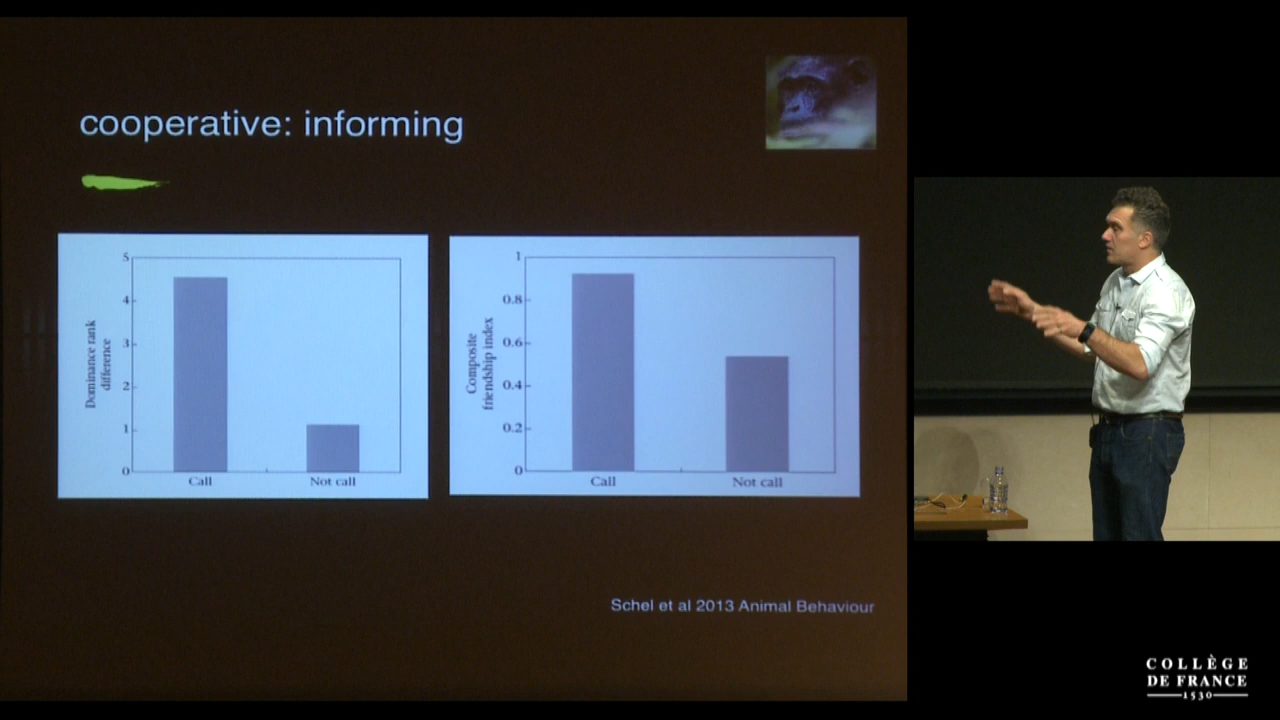 cooperative: informing
Dominance rank
difference
5
4
3
2
1
0
Call
Not call
Composite
friendship index
1
0.8
0.6
0.4
0.2
0
Call
Not call
Schel et al 2013 Animal Behaviour
COLLÈGE
DE FRANCE
1530